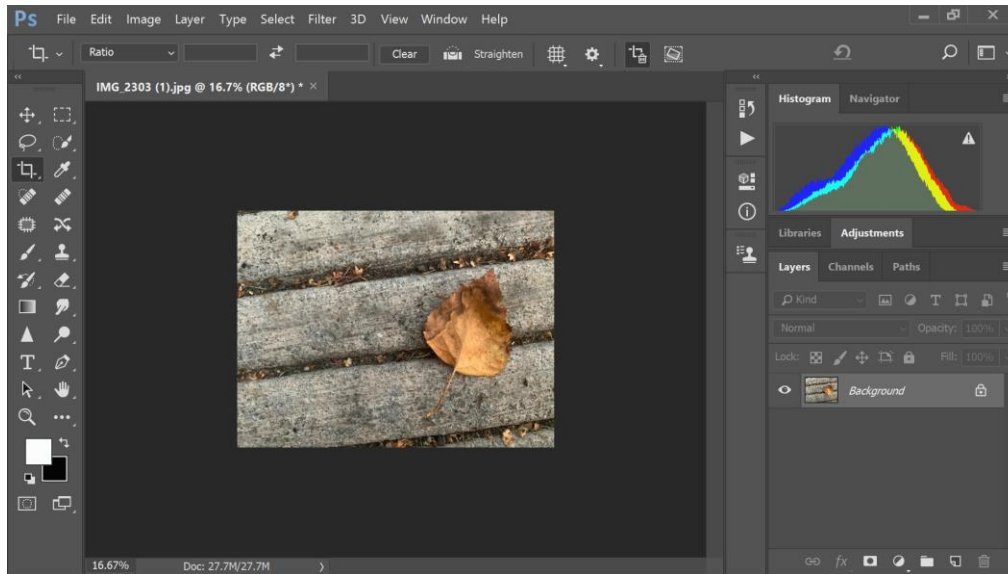 Ps File Edit Image Layer Type Select Filter 3D View Window Help
Ratio Clear Straighten
IMG_2303 (1).jpg @ 16.7% (RGB/8*) * ×
Histogram Navigator
Libraries Adjustments
Layers Channels Paths
Kind
Normal Opacity: 100%
Lock: Fill: 100%
Background
fx
16.67% Doc: 27.7M/27.7M